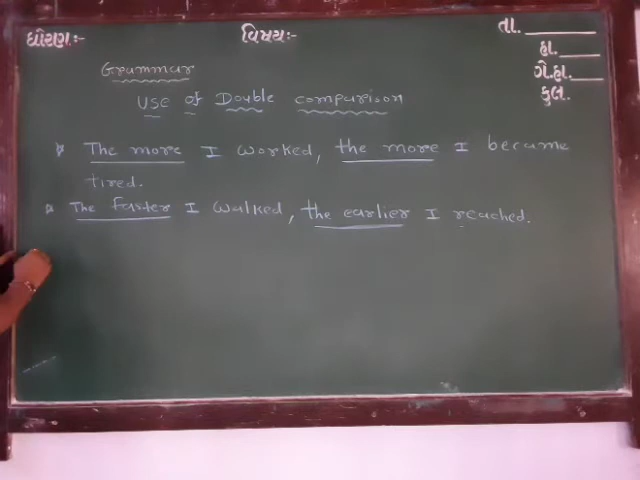 ધોરણ:- વિષય:- તા.
હા.
ગે.હા.
કુલ.
Grammar
Use of Double comparison
The more I worked, the more I became
tired.
The faster I walked, the earlier I reached.